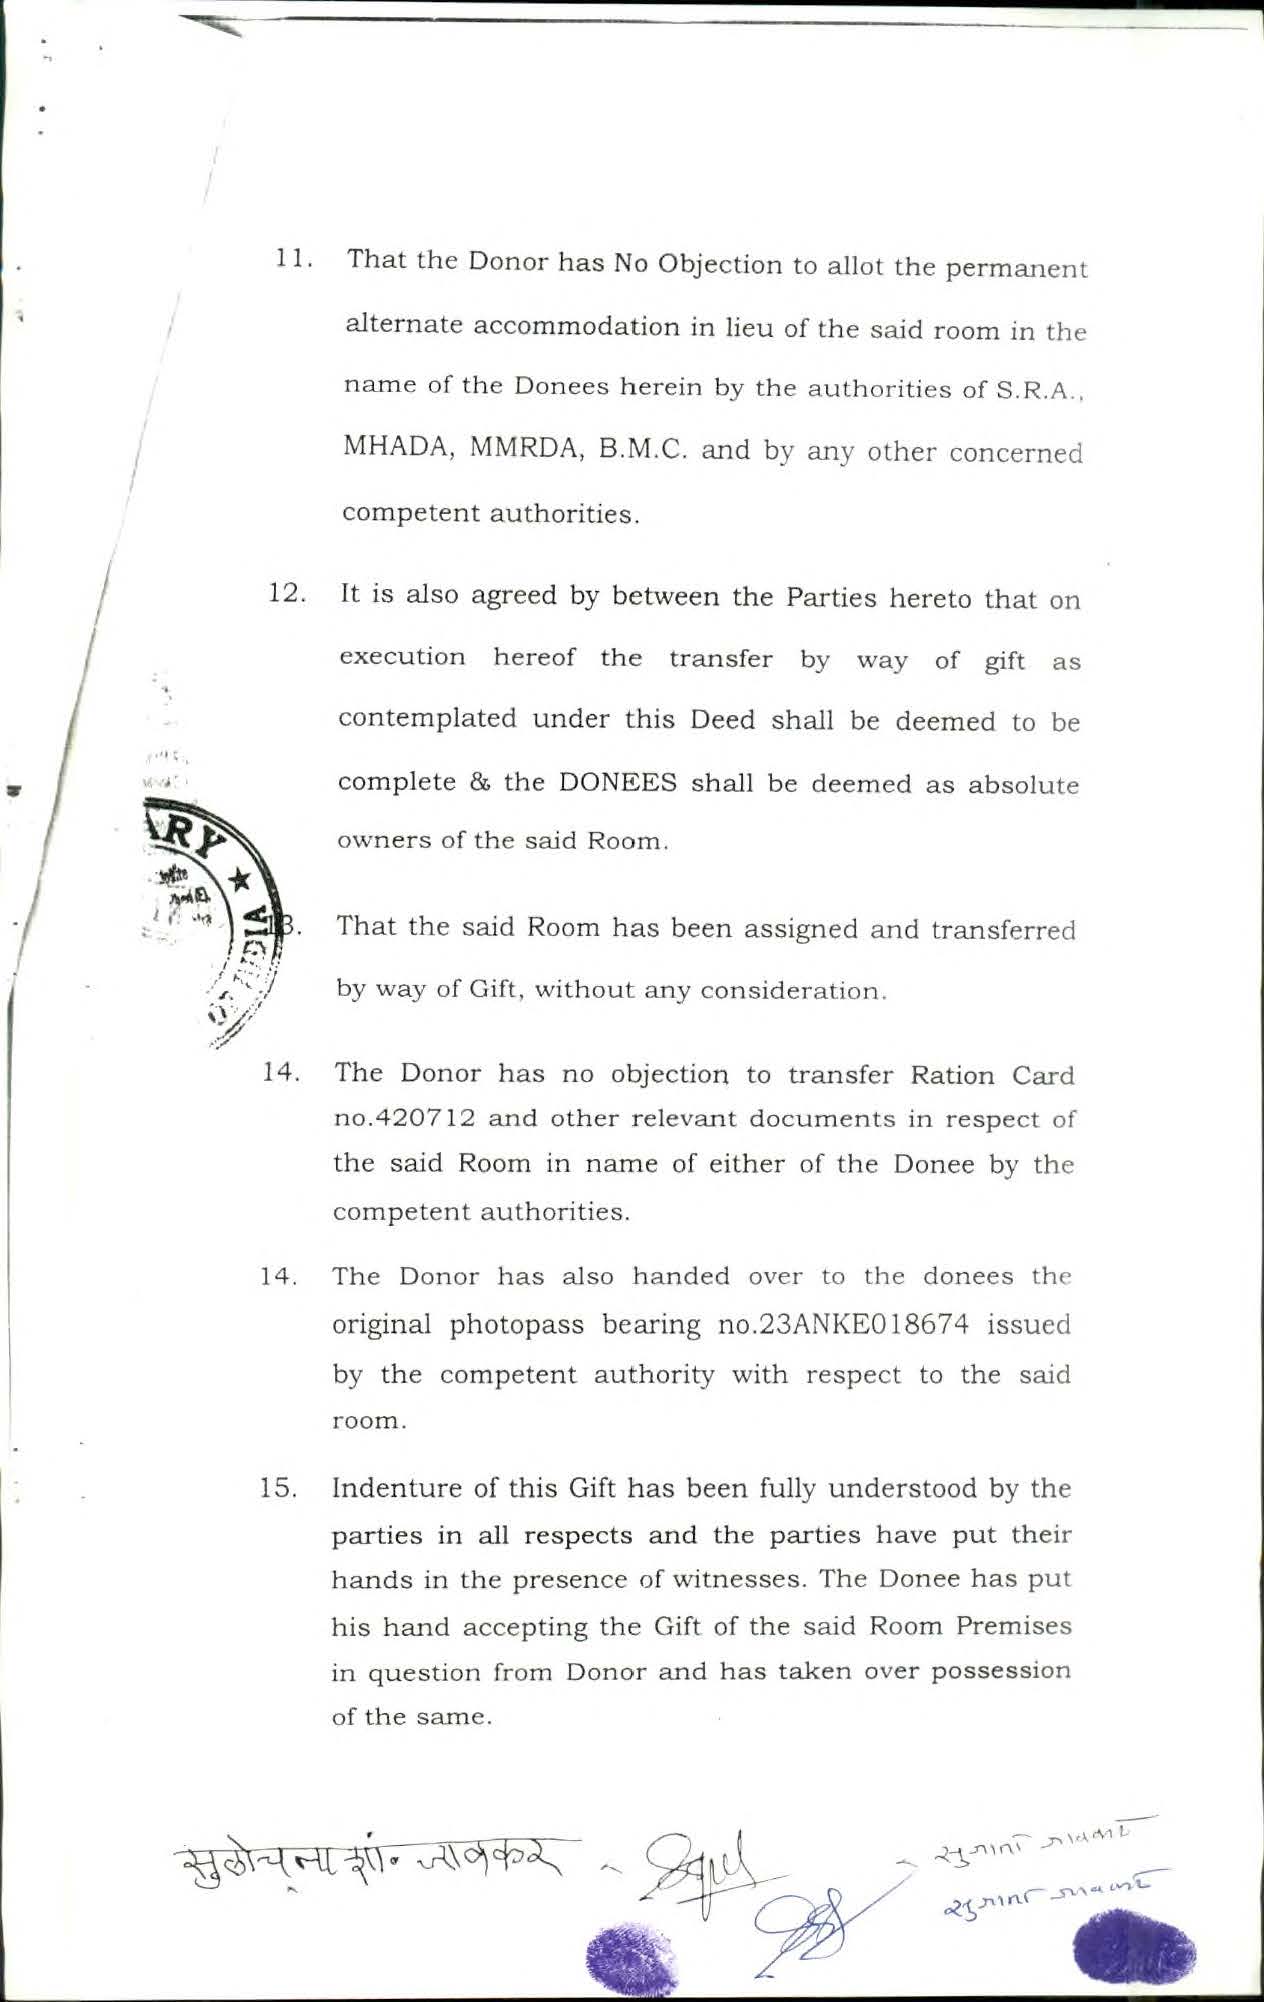 11. That the Donor has No Objection to allot the permanent
alternate accommodation in lieu of the said room in the
name of the Donees herein by the authorities of S.R.A.,
MHADA, MMRDA, B.M.C. and by any other concerned
competent authorities.
12. It is also agreed by between the Parties hereto that on
execution hereof the transfer by way of gift as
contemplated under this Deed shall be deemed to be
complete & the DONEES shall be deemed as absolute
owners of the said Room.
ARY ★
INDIA
13. That the said Room has been assigned and transferred
by way of Gift, without any consideration.
14. The Donor has no objection to transfer Ration Card
no.420712 and other relevant documents in respect of
the said Room in name of either of the Donee by the
competent authorities.
14. The Donor has also handed over to the donees the
original photopass bearing no.23ANKE018674 issued
by the competent authority with respect to the said
room.
15. Indenture of this Gift has been fully understood by the
parties in all respects and the parties have put their
hands in the presence of witnesses. The Donee has put
his hand accepting the Gift of the said Room Premises
in question from Donor and has taken over possession
of the same.
सुलोचना शां. जावकर